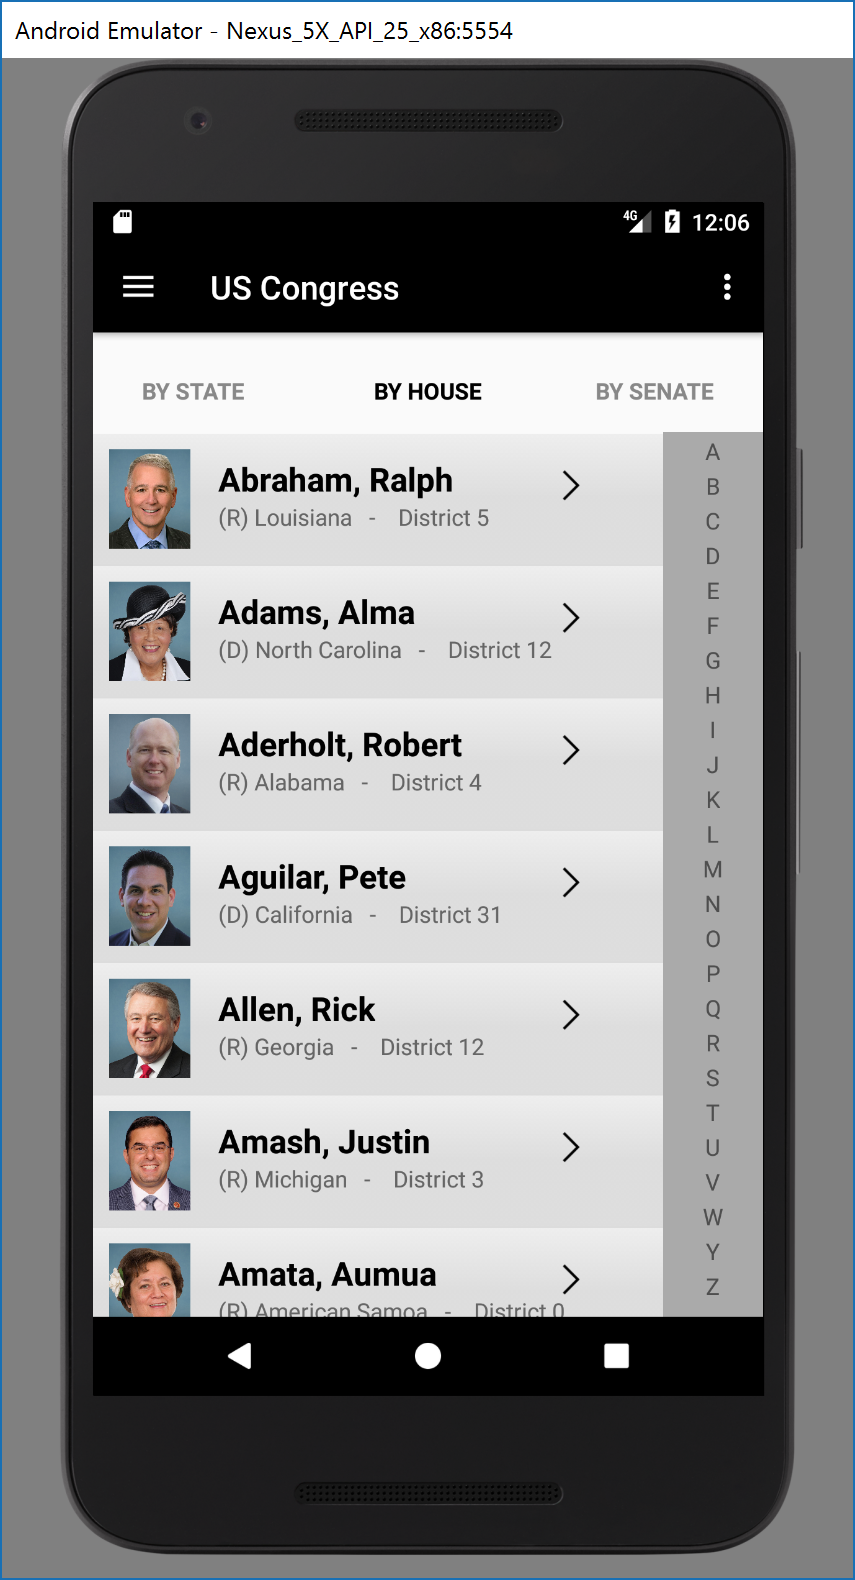 Android Emulator - Nexus_5X_API_25_x86:5554
4G 12:06
US Congress
BY STATE BY HOUSE BY SENATE
Abraham, Ralph
(R) Louisiana - District 5
Adams, Alma
(D) North Carolina - District 12
Aderholt, Robert
(R) Alabama - District 4
Aguilar, Pete
(D) California - District 31
Allen, Rick
(R) Georgia - District 12
Amash, Justin
(R) Michigan - District 3
Amata, Aumua
(R) American Samoa - District 0
A
B
C
D
E
F
G
H
I
J
K
L
M
N
O
P
Q
R
S
T
U
V
W
Y
Z